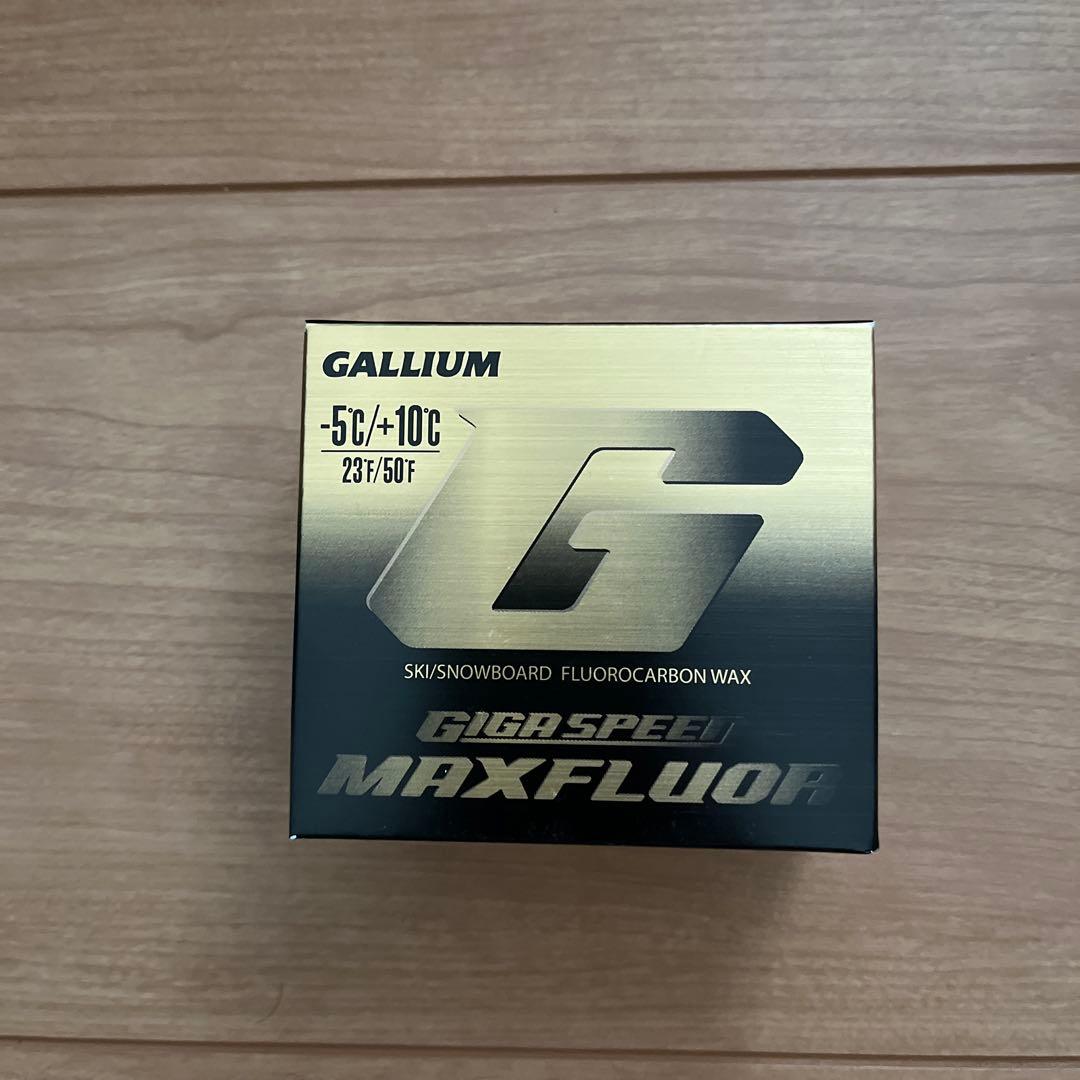 GALLIUM
-5℃/+10℃
23°F/50°F
G
SKI/SNOWBOARD FLUOROCARBON WAX
GIGA SPEED
MAXFLUOR